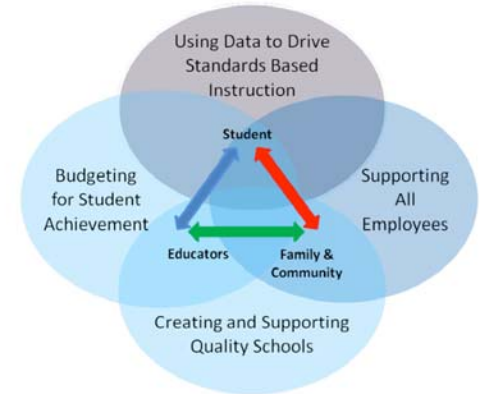 Using Data to Drive
Standards Based
Instruction
Student
Budgeting
for Student
Achievement
Supporting
All
Employees
Educators
Family &
Community
Creating and Supporting
Quality Schools